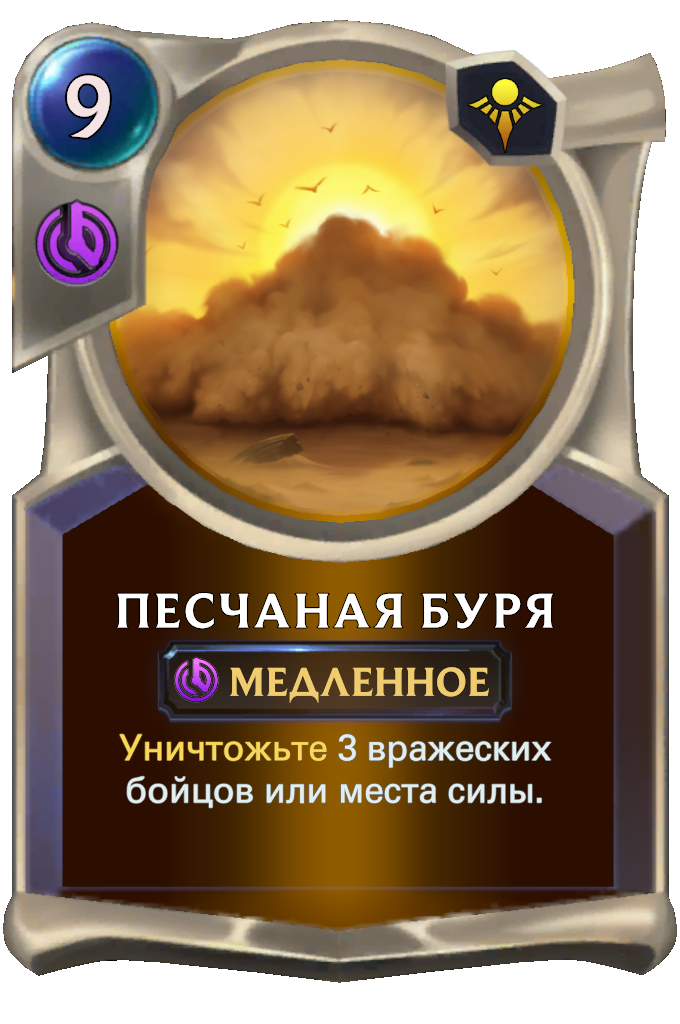 9
ПЕСЧАНАЯ БУРЯ
МЕДЛЕННОЕ
Уничтожьте 3 вражеских
бойцов или места силы.